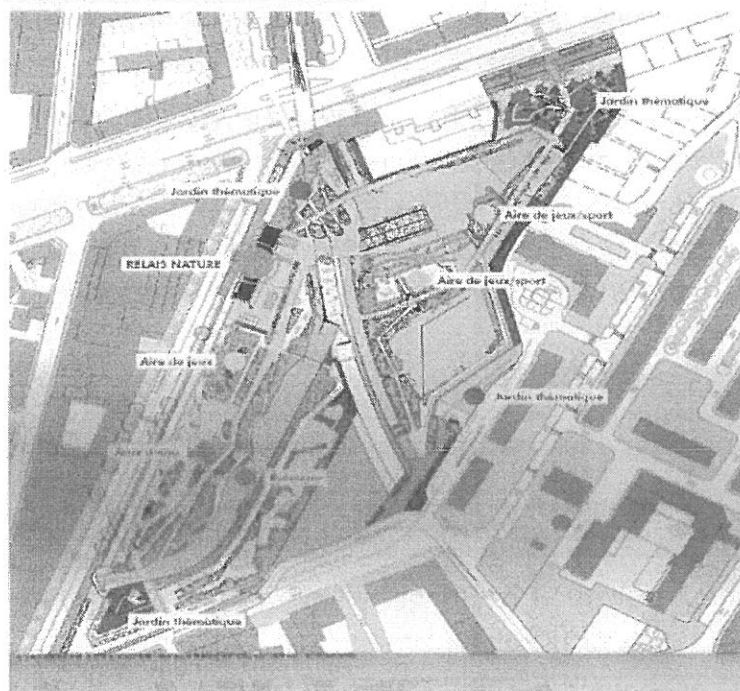 Jardin thématique
Jardin thématique
Aire de jeux/sport
RELAIS NATURE
Aire de jeux/sport
Aire de jeux
Jardin thématique
Jardin thématique